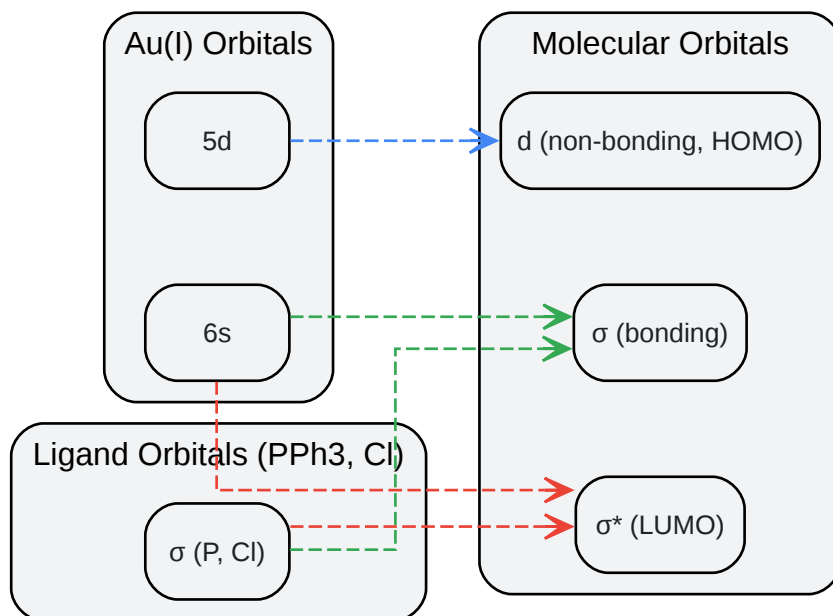 Au(I) Orbitals
5d
6s
Ligand Orbitals (PPh3, Cl)
σ (P, Cl)
Molecular Orbitals
d (non-bonding, HOMO)
σ (bonding)
σ* (LUMO)